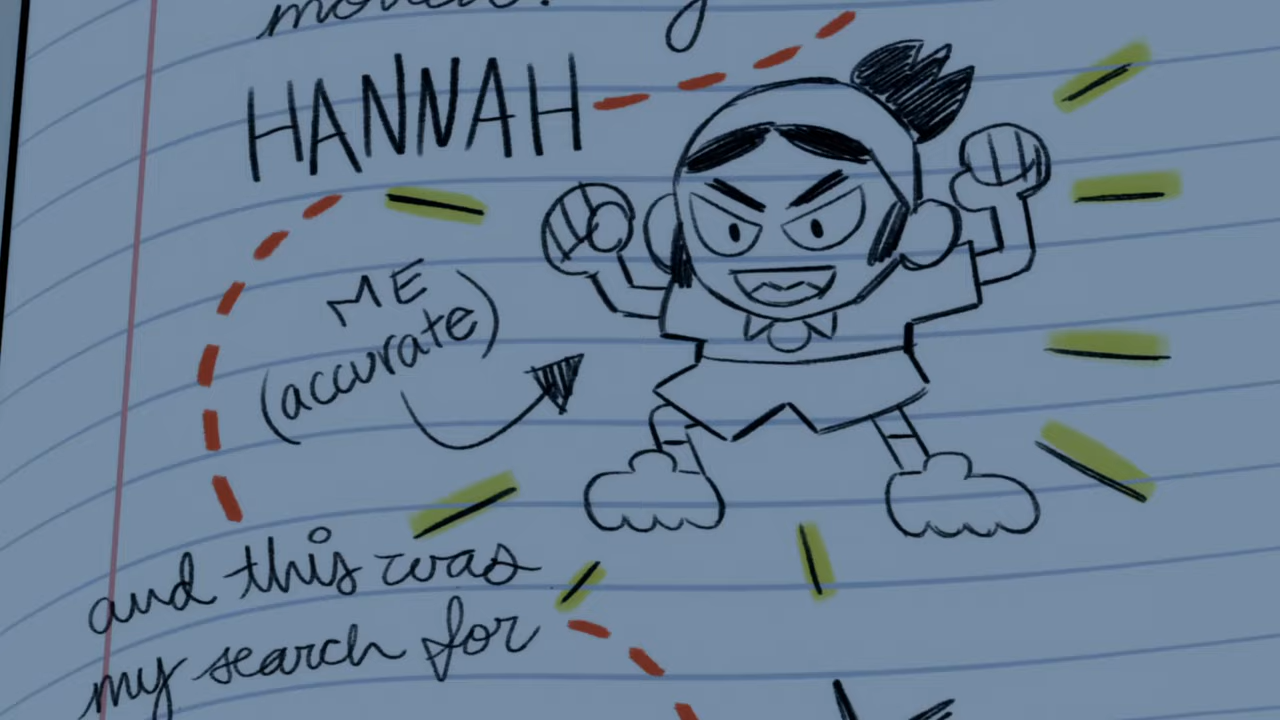 HANNAH
ME
(accurate)
and this was
my search for